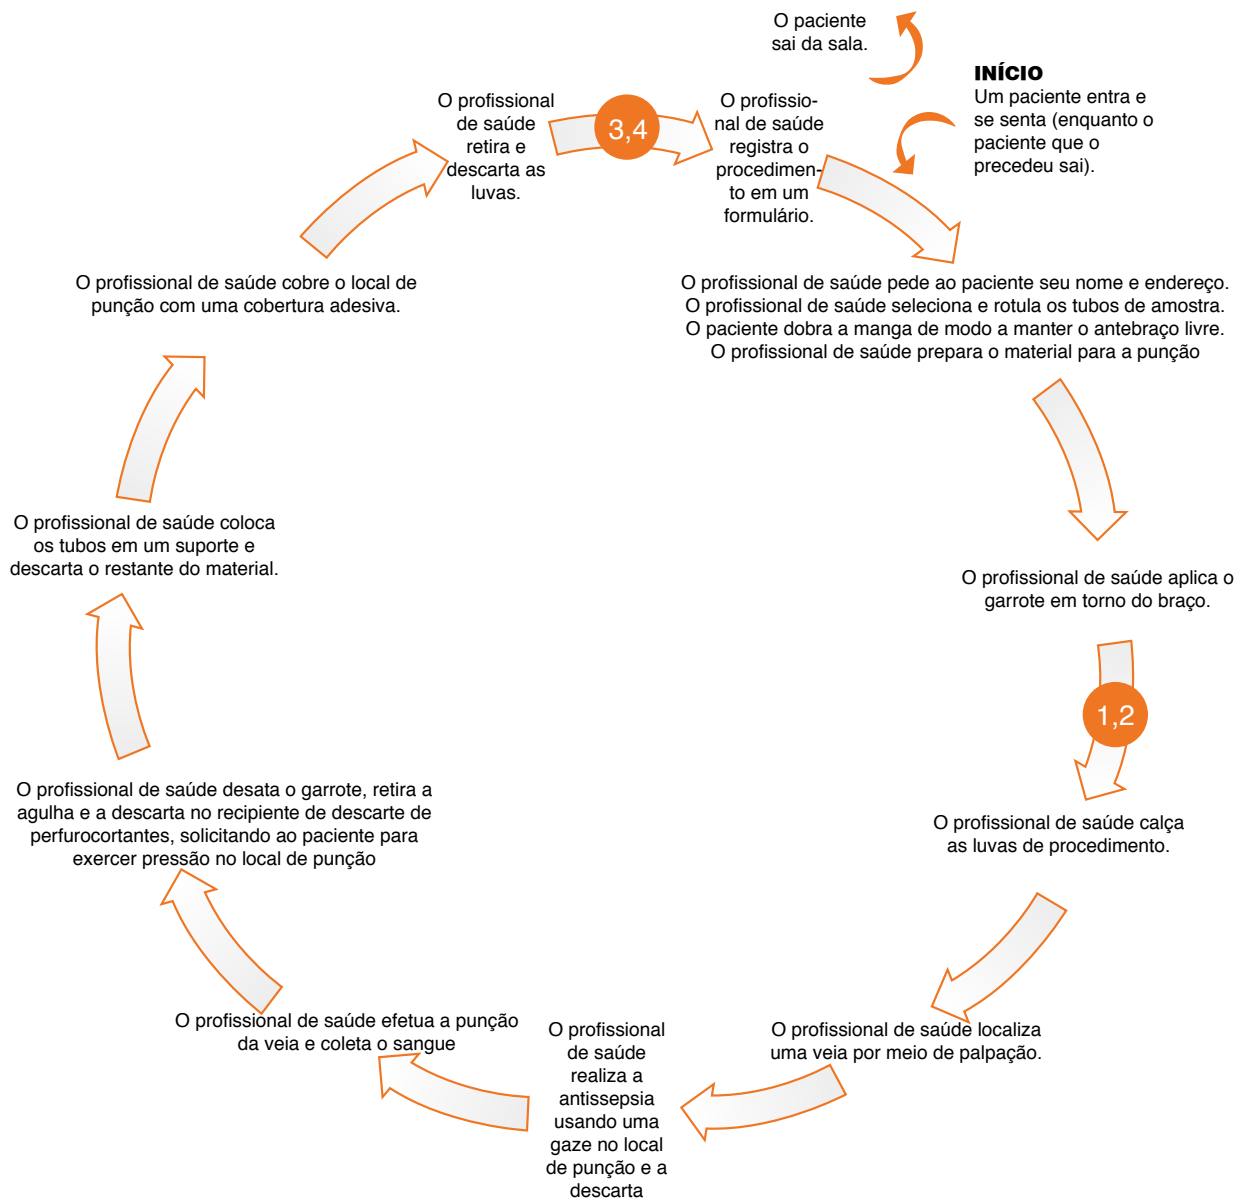 O paciente
sai da sala.
INÍCIO
Um paciente entra e
se senta (enquanto o
paciente que o
precedeu sai).
O profissional de saúde pede ao paciente seu nome e endereço.
O profissional de saúde seleciona e rotula os tubos de amostra.
O paciente dobra a manga de modo a manter o antebraço livre.
O profissional de saúde prepara o material para a punção
O profissional de saúde aplica o
garrote em torno do braço.
1,2
O profissional de saúde calça
as luvas de procedimento.
O profissional de saúde localiza
uma veia por meio de palpação.
O profissional
de saúde
realiza a
antissepsia
usando uma
gaze no local
de punção e a
descarta
O profissional de saúde efetua a punção
da veia e coleta o sangue
O profissional de saúde desata o garrote, retira a
agulha e a descarta no recipiente de descarte de
perfurocortantes, solicitando ao paciente para
exercer pressão no local de punção
O profissional de saúde coloca
os tubos em um suporte e
descarta o restante do material.
O profissional de saúde cobre o local de
punção com uma cobertura adesiva.
O profissional
de saúde
retira e
descarta as
luvas.
3,4
O profissio-
nal de saúde
registra o
procedimen-
to em um
formulário.